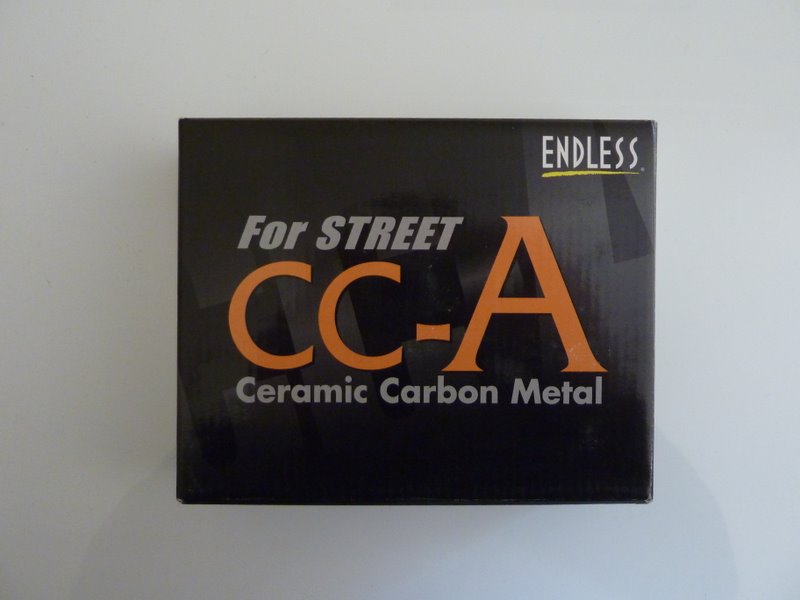 ENDLESS
For STREET
CC-A
Ceramic Carbon Metal